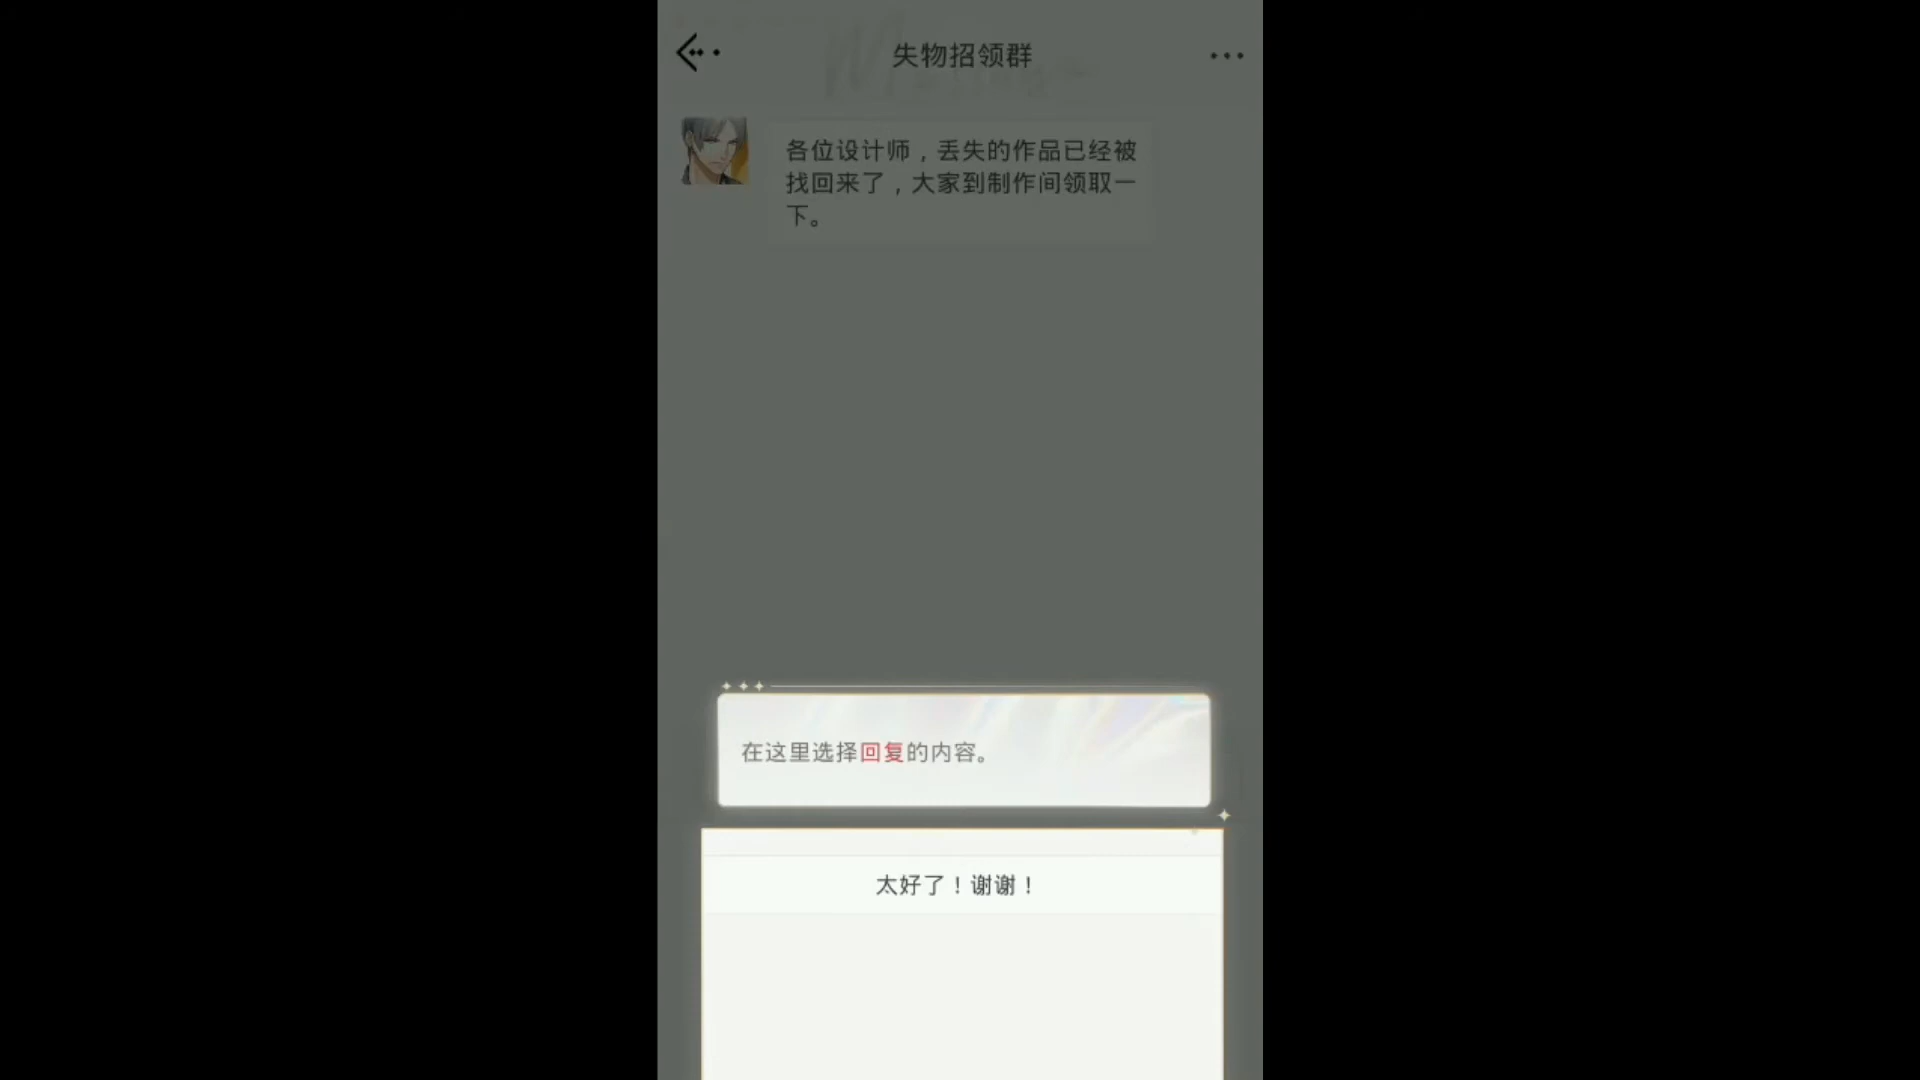 失物招领群
各位设计师，丢失的作品已经被
找回来了，大家到制作间领取一
下。
在这里选择回复的内容。
太好了！谢谢！